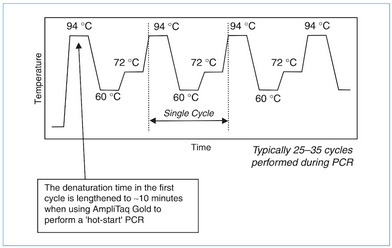 94 °C
94 °C
94 °C
94 °C
72 °C
72 °C
72 °C
60 °C
60 °C
60 °C
Temperature
Single Cycle
Time
Typically 25–35 cycles
performed during PCR
The denaturation time in the first
cycle is lengthened to ~10 minutes
when using AmpliTaq Gold to
perform a 'hot-start' PCR